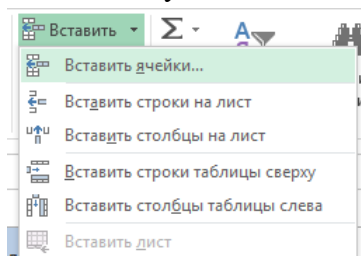 Вставить
Вставить ячейки...
Вставить строки на лист
Вставить столбцы на лист
Вставить строки таблицы сверху
Вставить столбцы таблицы слева
Вставить лист